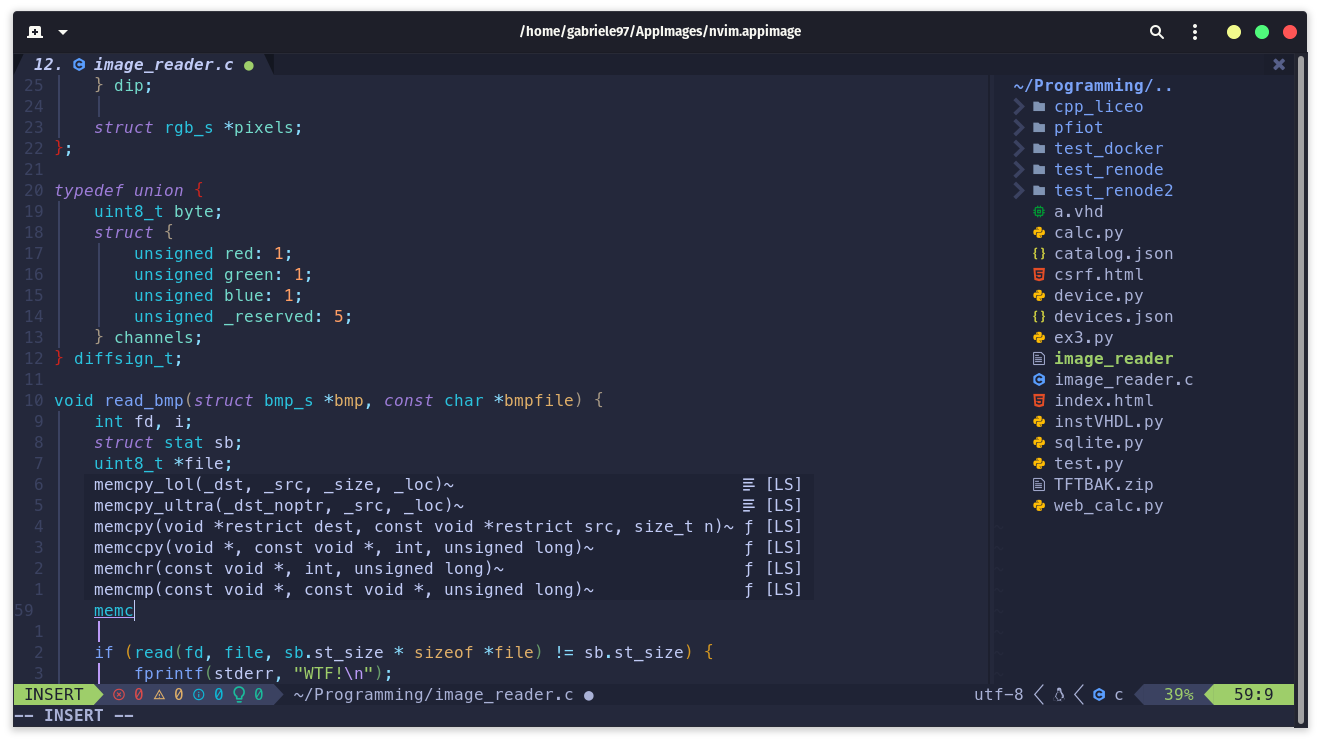 /home/gabriele97/AppImages/nvim.appimage
12. image_reader.c
25 } dip;
24
23 struct rgb_s *pixels;
22 };
21
20 typedef union {
19 uint8_t byte;
18 struct {
17 unsigned red: 1;
16 unsigned green: 1;
15 unsigned blue: 1;
14 unsigned _reserved: 5;
13 } channels;
12 } diffsign_t;
11
10 void read_bmp(struct bmp_s *bmp, const char *bmpfile) {
9 int fd, i;
8 struct stat sb;
7 uint8_t *file;
6 memcpy_lol(_dst, _src, _size, _loc)~ [LS]
5 memcpy_ultra(_dst_noptr, _src, _loc)~ [LS]
4 memcpy(void *restrict dest, const void *restrict src, size_t n)~ ƒ [LS]
3 memccpy(void *, const void *, int, unsigned long)~ ƒ [LS]
2 memchr(const void *, int, unsigned long)~ ƒ [LS]
1 memcmp(const void *, const void *, unsigned long)~ ƒ [LS]
59 memc
1
2 if (read(fd, file, sb.st_size * sizeof *file) != sb.st_size) {
3 fprintf(stderr, "WTF!\n");
~/Programming/..
cpp_liceo
pfiot
test_docker
test_renode
test_renode2
a.vhd
calc.py
catalog.json
csrf.html
device.py
devices.json
ex3.py
image_reader
image_reader.c
index.html
instVHDL.py
sqlite.py
test.py
TFTBAK.zip
web_calc.py
INSERT 0 0 0 0 ~/Programming/image_reader.c ● utf-8 c 39% 59:9
-- INSERT --